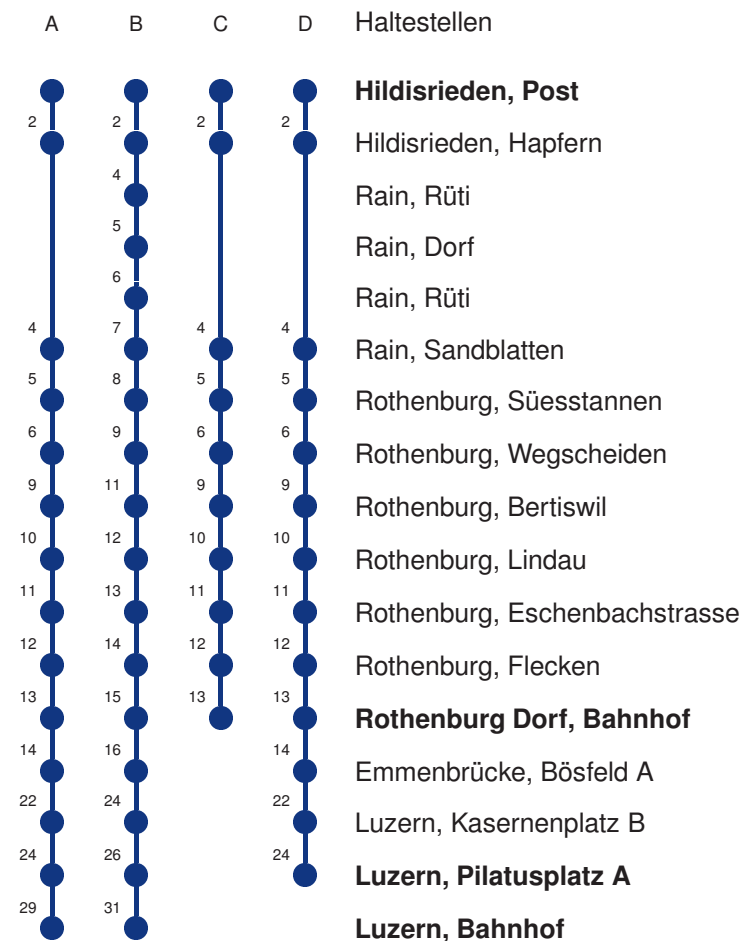 A B C D Haltestellen
Hildisrieden, Post
2 2 2 2 Hildisrieden, Hapfern
4 Rain, Rüti
5 Rain, Dorf
6 Rain, Rüti
4 7 4 4 Rain, Sandblatten
5 8 5 5 Rothenburg, Süesstannen
6 9 6 6 Rothenburg, Wegscheiden
9 11 9 9 Rothenburg, Bertiswil
10 12 10 10 Rothenburg, Lindau
11 13 11 11 Rothenburg, Eschenbachstrasse
12 14 12 12 Rothenburg, Flecken
13 15 13 13 Rothenburg Dorf, Bahnhof
14 16 14 Emmenbrücke, Bösfeld A
22 24 22 Luzern, Kasernenplatz B
24 26 24 Luzern, Pilatusplatz A
29 31 Luzern, Bahnhof